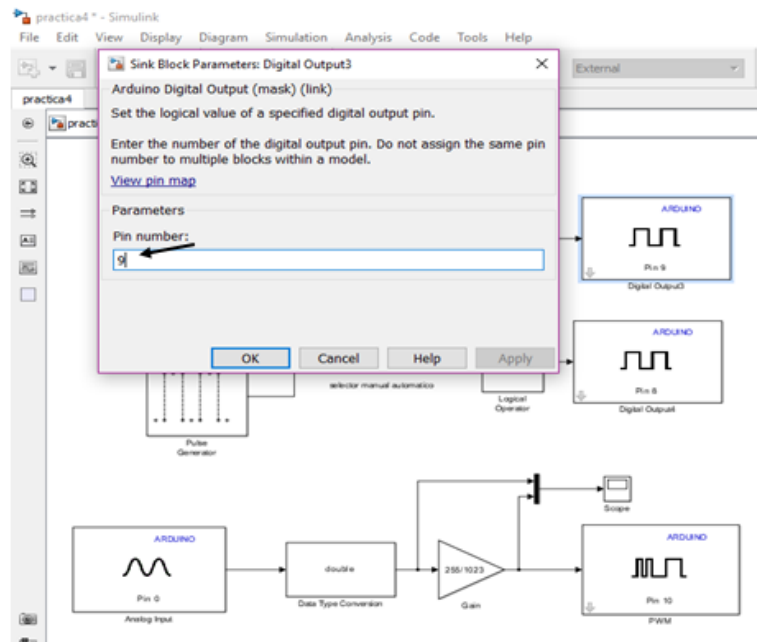 practica4 * - Simulink
File Edit View Display Diagram Simulation Analysis Code Tools Help
External
practica4
practi
Sink Block Parameters: Digital Output3
Arduino Digital Output (mask) (link)
Set the logical value of a specified digital output pin.
Enter the number of the digital output pin. Do not assign the same pin
number to multiple blocks within a model.
View pin map
Parameters
Pin number:
9
OK Cancel Help Apply
ARDUINO
Pin 9
Digital Output3
ARDUINO
Digital Output4
selector manual automatico
Logical
Operator
Pulse
Generator
Scope
ARDUINO
Pin 0
Analog Input
double
Data Type Conversion
255/1023
Gain
ARDUINO
Pin 10
PWM